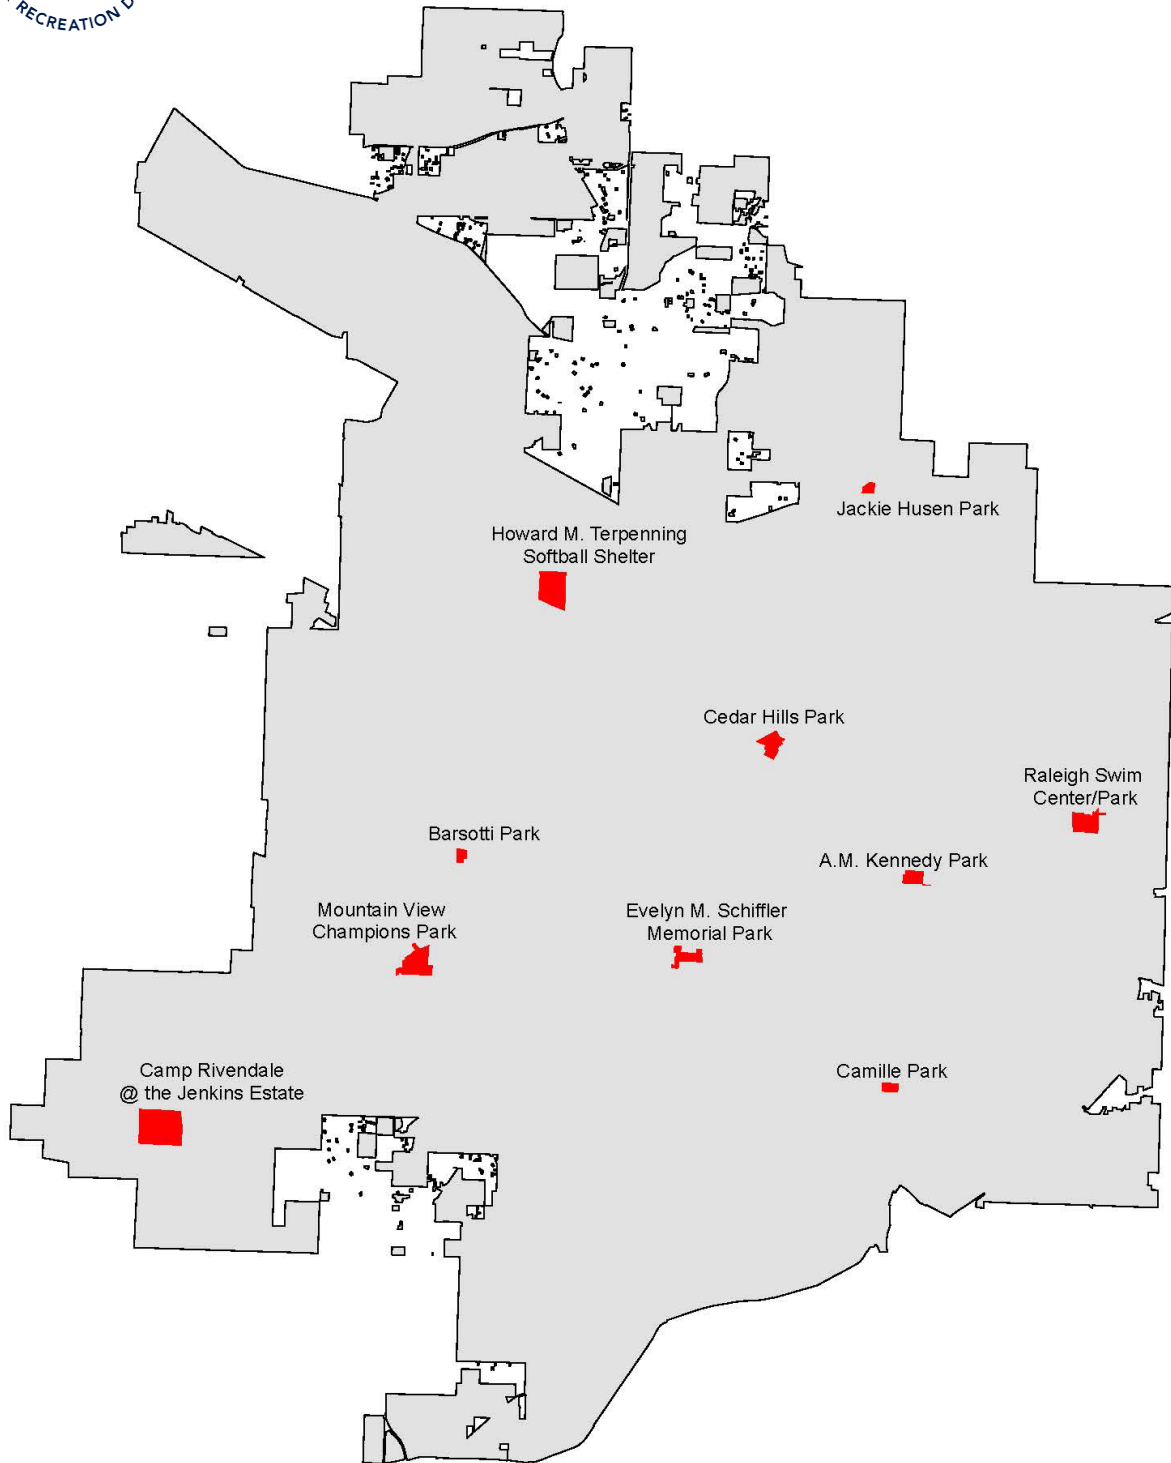 RECREATION D
Jackie Husen Park
Howard M. Terpenning
Softball Shelter
Cedar Hills Park
Raleigh Swim
Center/Park
Barsotti Park
A.M. Kennedy Park
Mountain View
Champions Park
Evelyn M. Schiffler
Memorial Park
Camp Rivendale
@ the Jenkins Estate
Camille Park